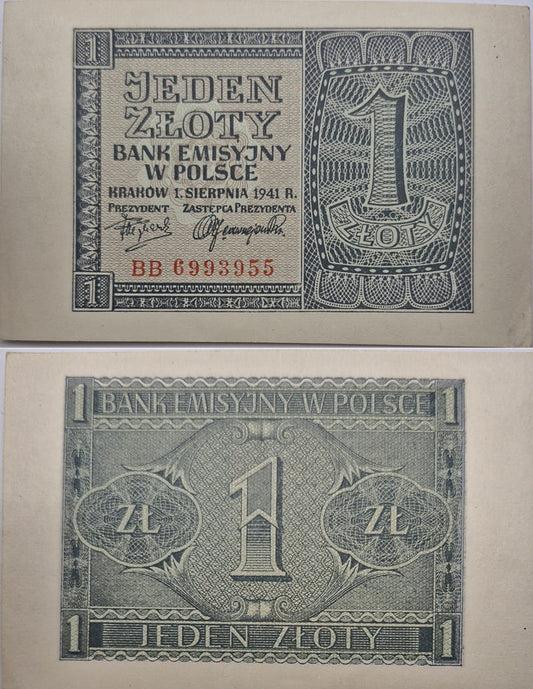 1
JEDEN
ZŁOTY
BANK EMISYJNY
W POLSCE
KRAKÓW 1. SIERPNIA 1941 R.
PREZYDENT ZASTĘPCA PREZYDENTA
BB 6993955
1
1
ZŁOTY
1 BANK EMISYJNY W POLSCE 1
ZŁ 1 ZŁ
1 JEDEN ZŁOTY 1